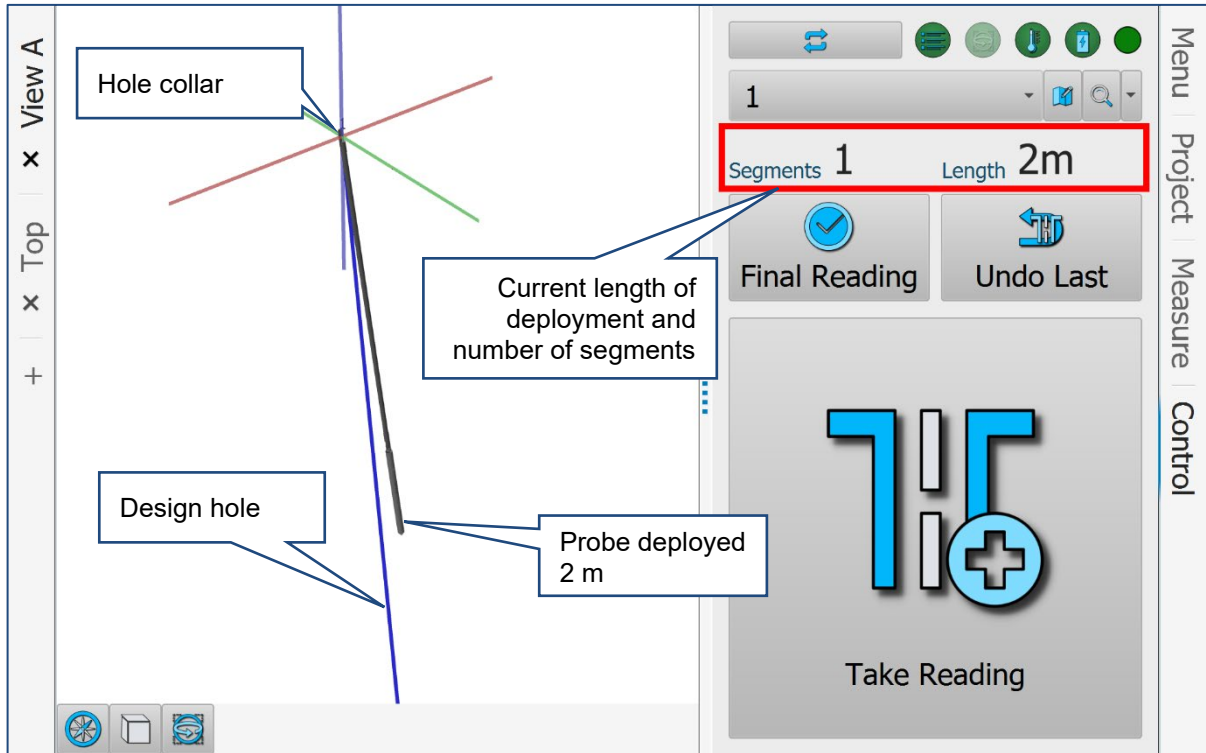 View A
× Top
×
+
Hole collar
Design hole
Probe deployed
2 m
Current length of
deployment and
number of segments
1
Segments 1 Length 2m
Final Reading Undo Last
Take Reading
Menu
Project
Measure
Control